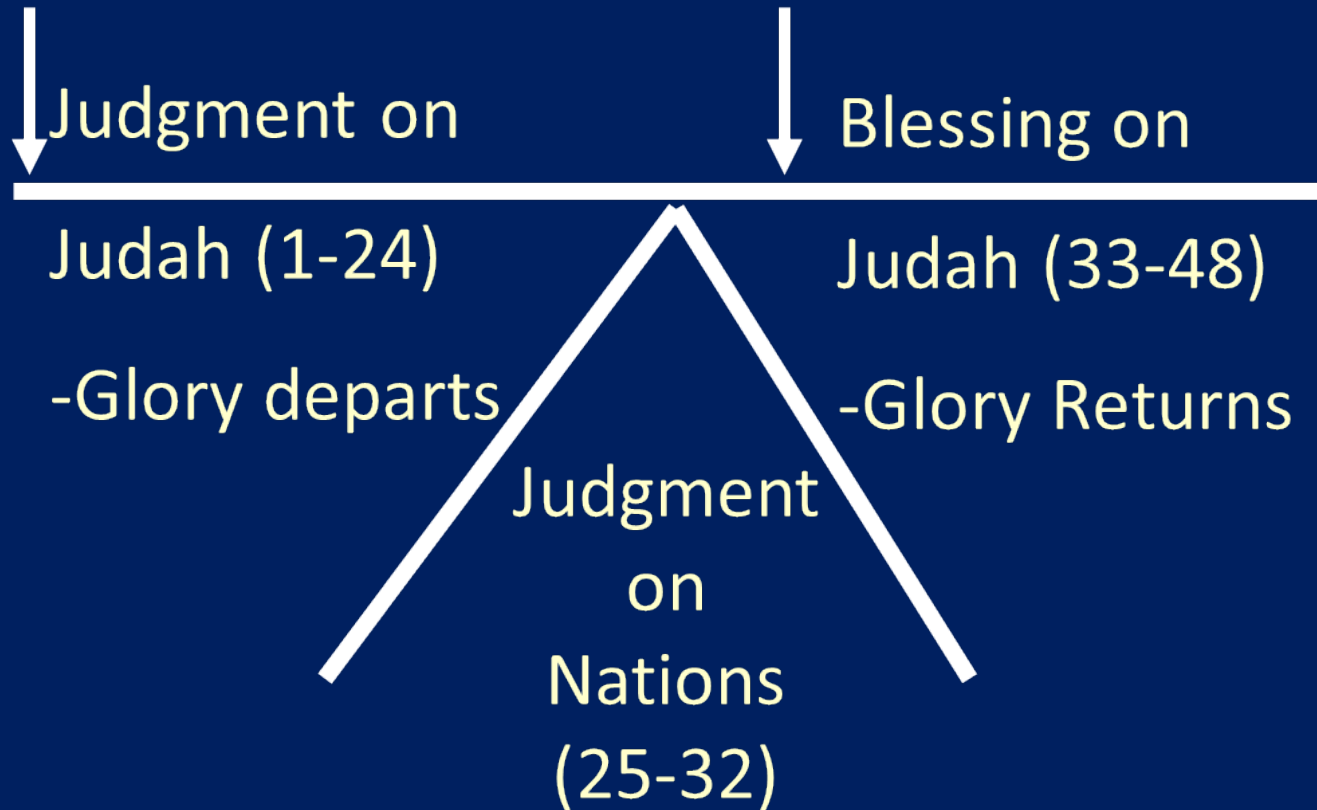 Judgment on
Judah (1-24)
-Glory departs
Judgment
on
Nations
(25-32)
Blessing on
Judah (33-48)
-Glory Returns